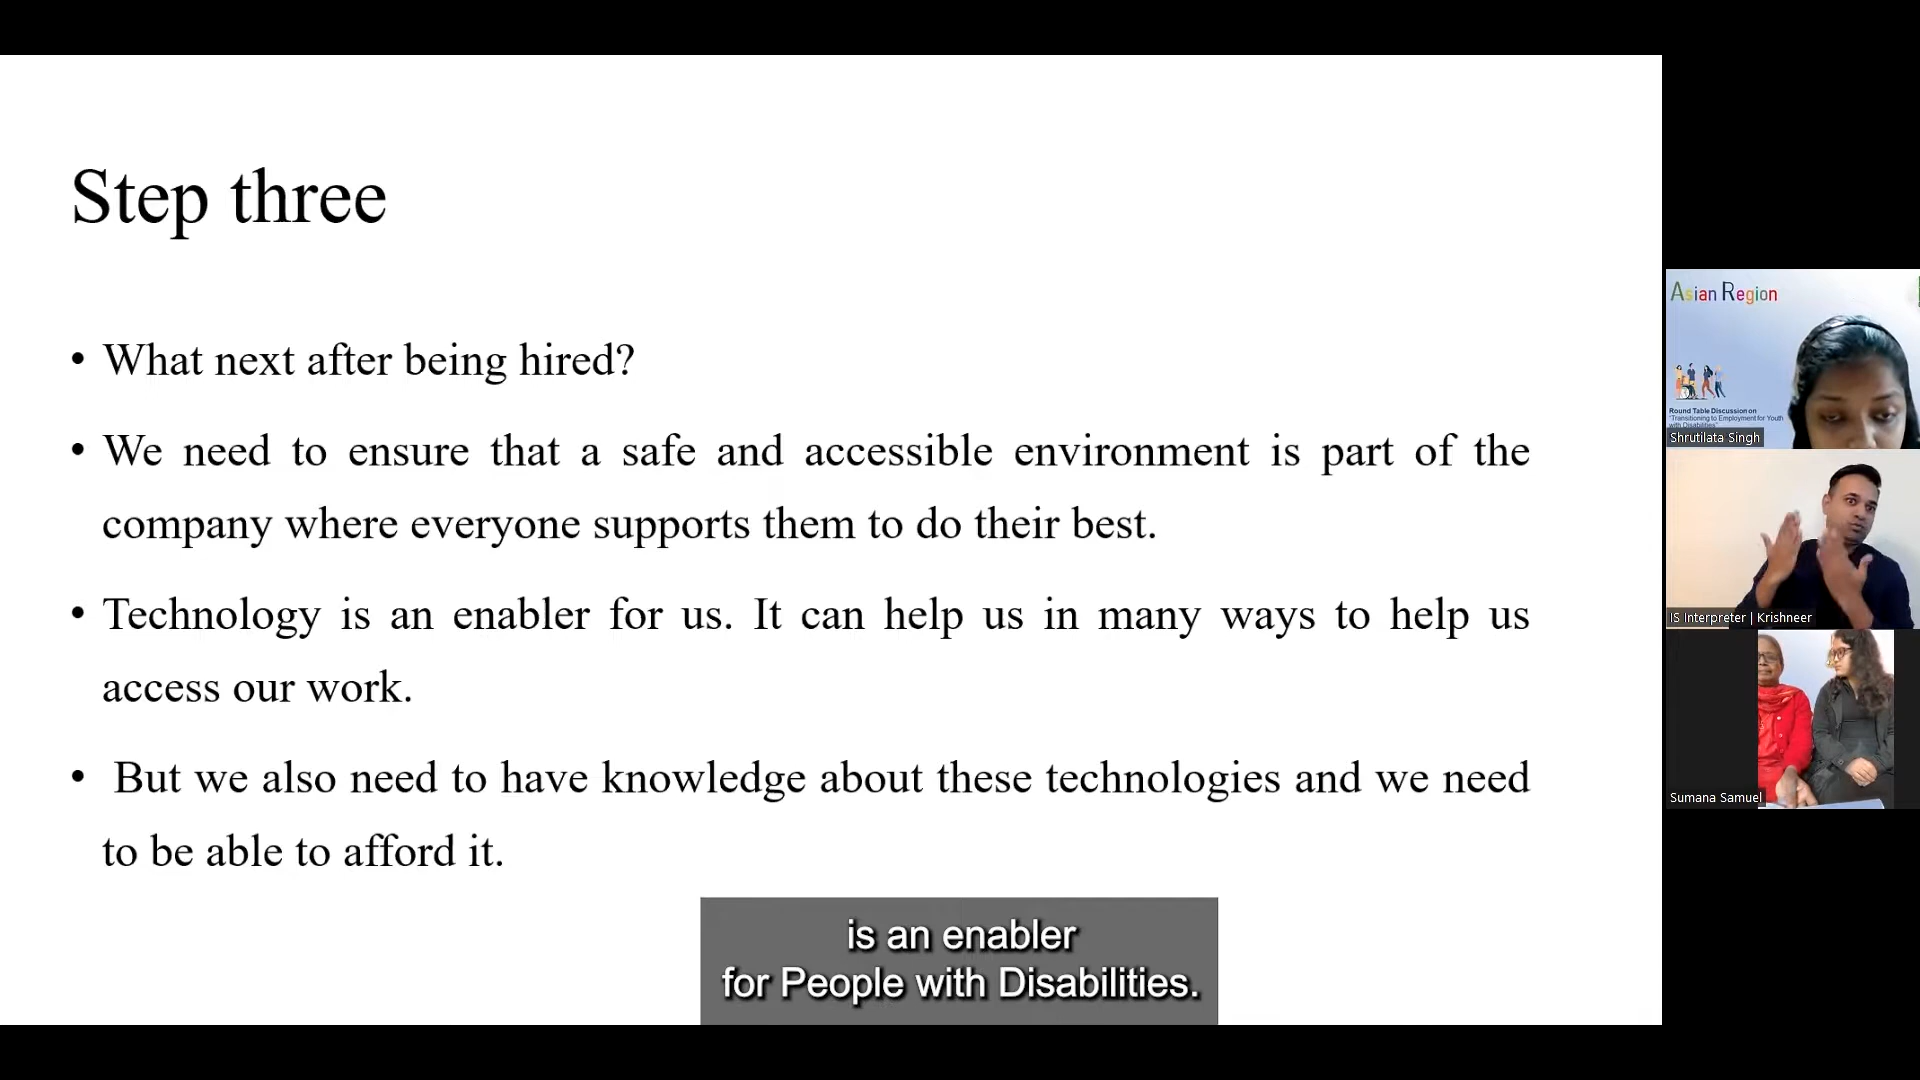 Step three
• What next after being hired?
• We need to ensure that a safe and accessible environment is part of the
company where everyone supports them to do their best.
• Technology is an enabler for us. It can help us in many ways to help us
access our work.
• But we also need to have knowledge about these technologies and we need
to be able to afford it.
is an enabler
for People with Disabilities.
Asian Region
Round Table Discussion on
"Transitioning to Employment for Youth
with Disabilities"
Shrutilata Singh
IS Interpreter | Krishneer
Sumana Samuel